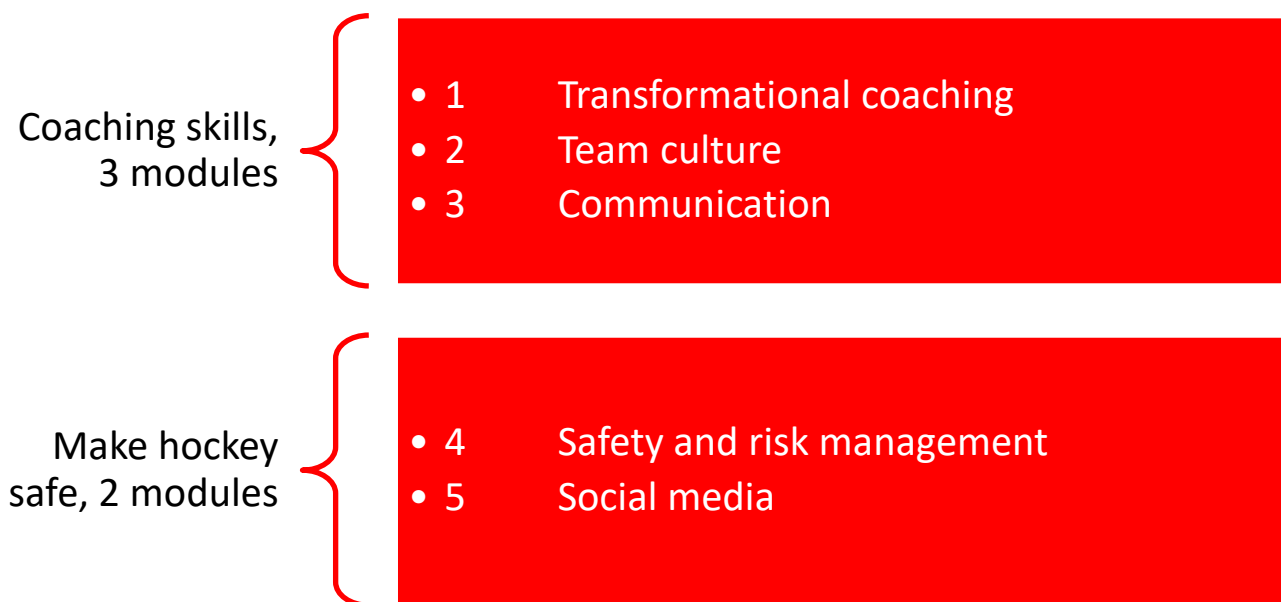 Coaching skills,
3 modules
• 1 Transformational coaching
• 2 Team culture
• 3 Communication
Make hockey
safe, 2 modules
• 4 Safety and risk management
• 5 Social media